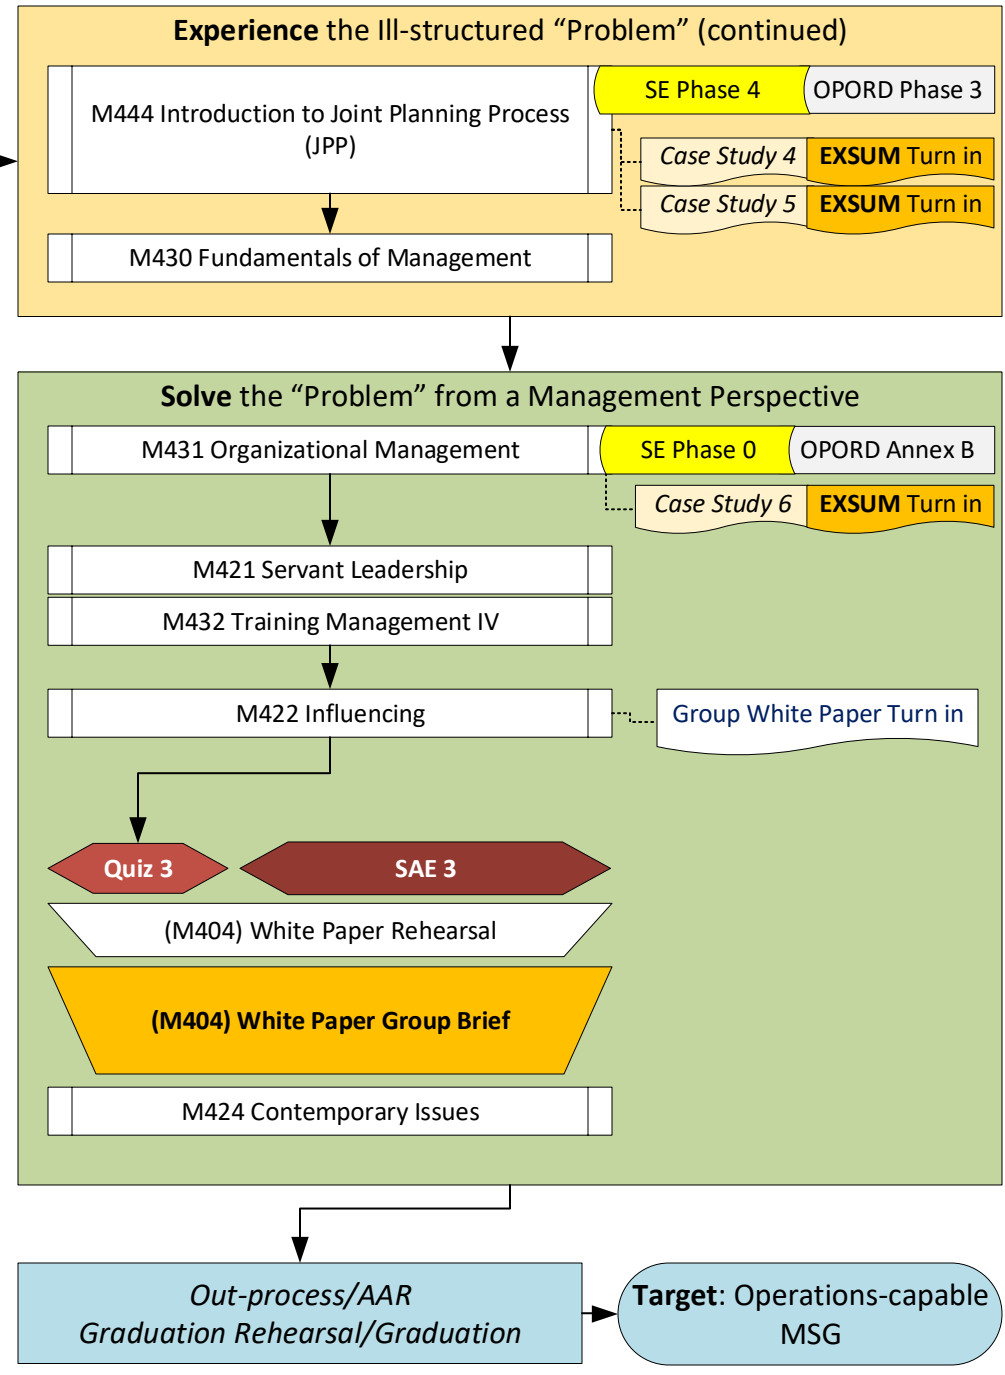 Experience the Ill-structured “Problem” (continued)
M444 Introduction to Joint Planning Process
(JPP)
SE Phase 4
OPORD Phase 3
Case Study 4
EXSUM Turn in
Case Study 5
EXSUM Turn in
M430 Fundamentals of Management
Solve the “Problem” from a Management Perspective
M431 Organizational Management
SE Phase 0
OPORD Annex B
Case Study 6
EXSUM Turn in
M421 Servant Leadership
M432 Training Management IV
M422 Influencing
Group White Paper Turn in
Quiz 3
SAE 3
(M404) White Paper Rehearsal
(M404) White Paper Group Brief
M424 Contemporary Issues
Out-process/AAR
Graduation Rehearsal/Graduation
Target: Operations-capable
MSG